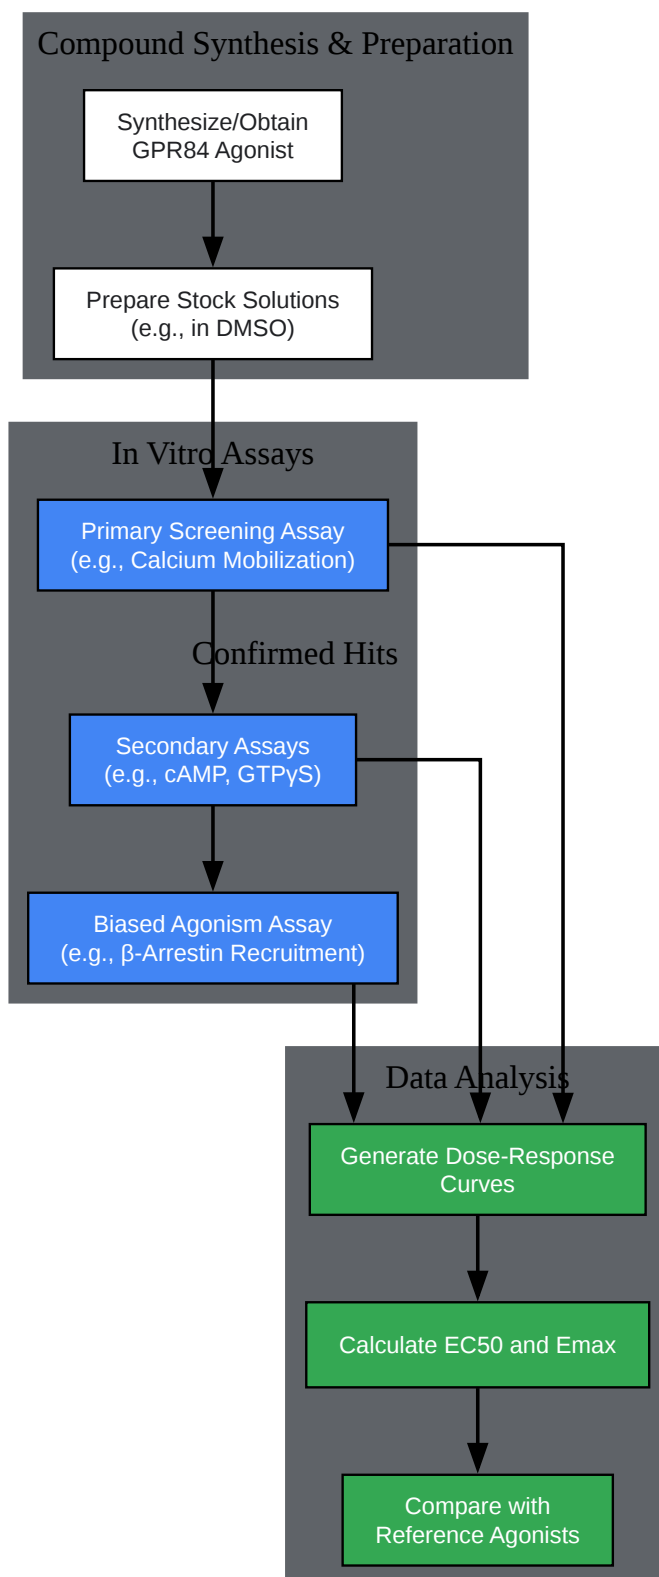 Compound Synthesis & Preparation
Synthesize/Obtain
GPR84 Agonist
Prepare Stock Solutions
(e.g., in DMSO)
In Vitro Assays
Primary Screening Assay
(e.g., Calcium Mobilization)
Confirmed Hits
Secondary Assays
(e.g., cAMP, GTPγS)
Biased Agonism Assay
(e.g., β-Arrestin Recruitment)
Data Analysis
Generate Dose-Response
Curves
Calculate EC50 and Emax
Compare with
Reference Agonists